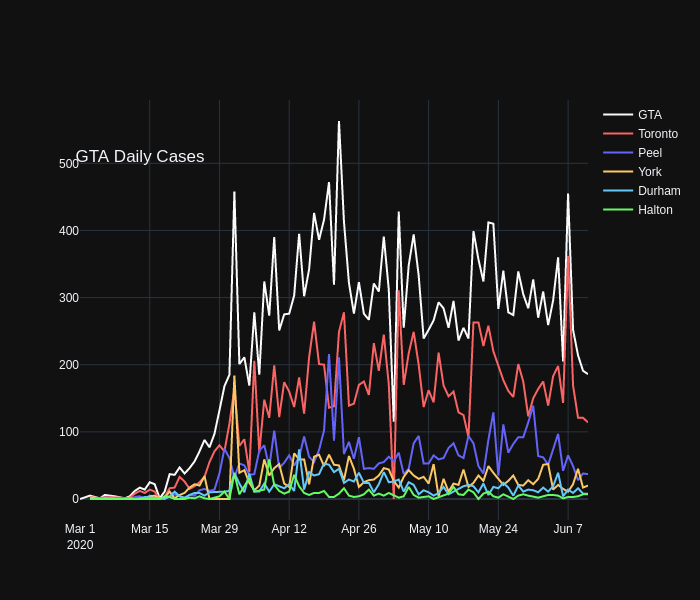 GTA Daily Cases
500
400
300
200
100
0
Mar 1
2020
Mar 15
Mar 29
Apr 12
Apr 26
May 10
May 24
Jun 7
GTA
Toronto
Peel
York
Durham
Halton